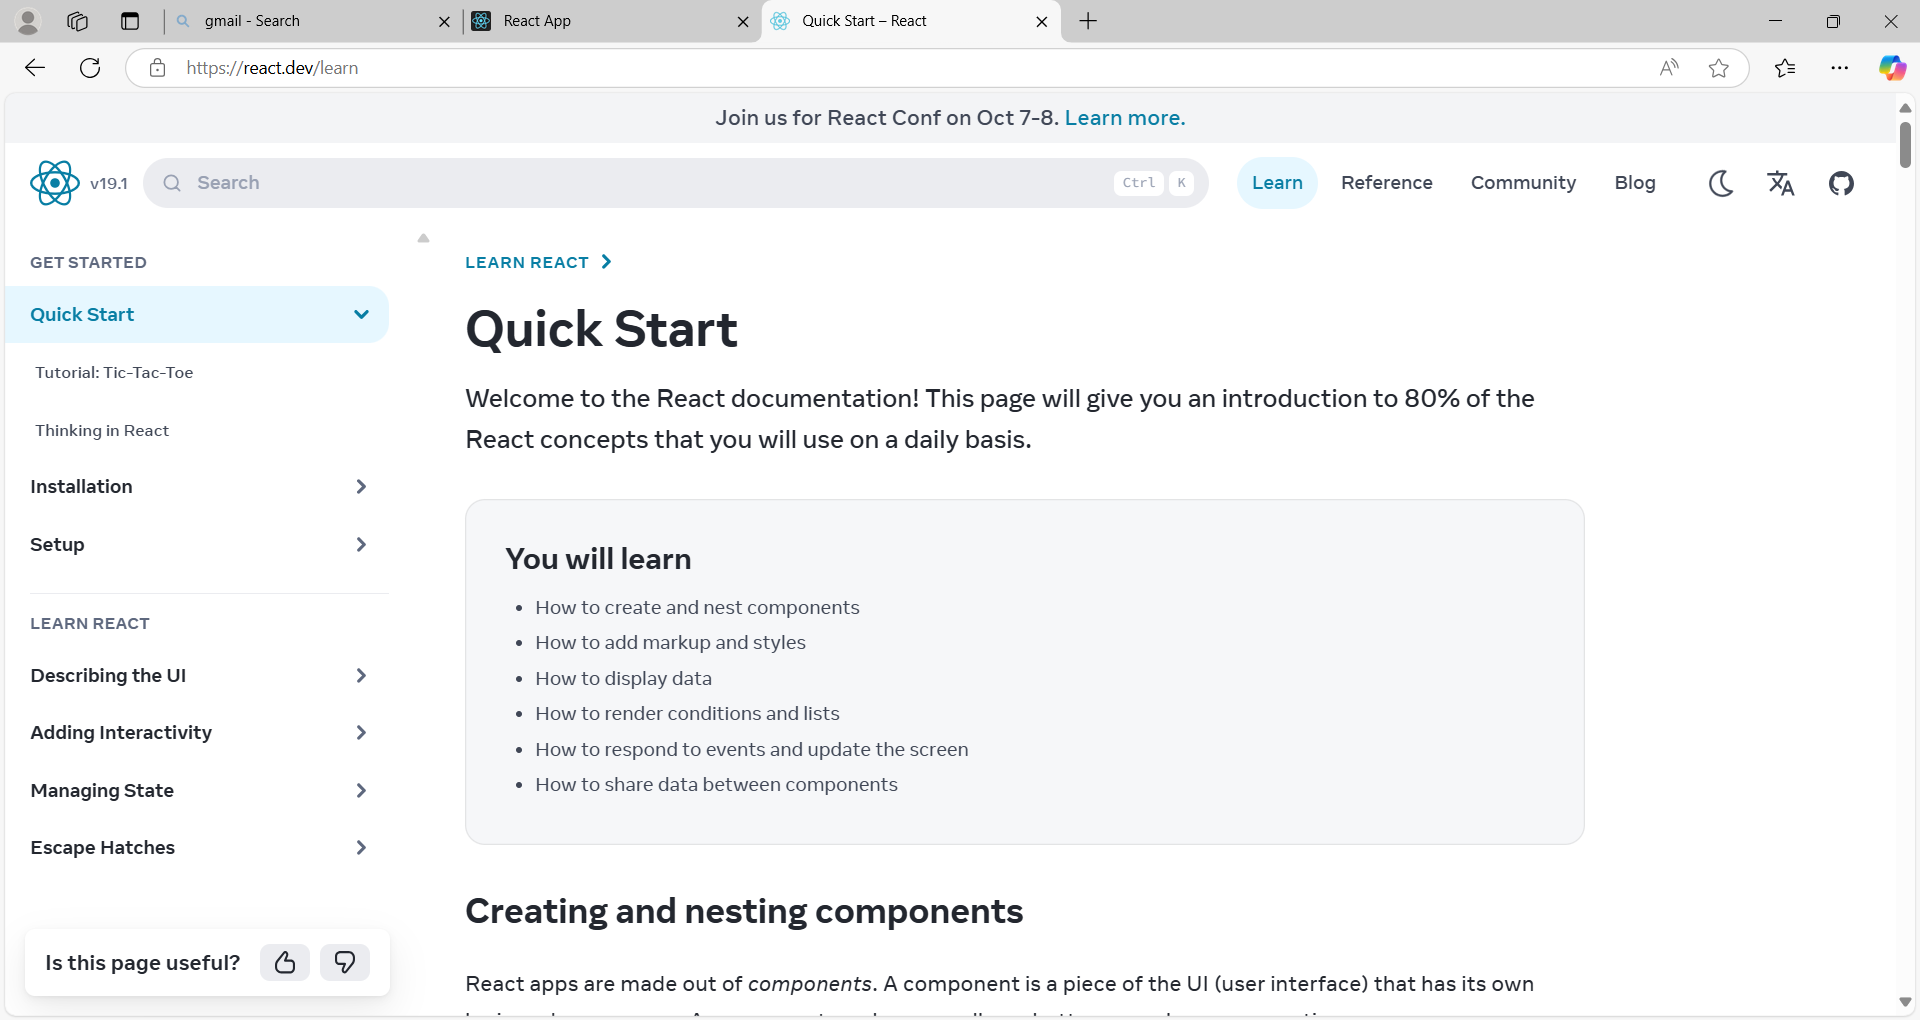 gmail - Search
React App
Quick Start – React
https://react.dev/learn
Join us for React Conf on Oct 7-8. Learn more.
v19.1
Search
Ctrl K
Learn
Reference
Community
Blog
GET STARTED
Quick Start
Tutorial: Tic-Tac-Toe
Thinking in React
Installation
Setup
LEARN REACT
Describing the UI
Adding Interactivity
Managing State
Escape Hatches
Is this page useful?
LEARN REACT
Quick Start
Welcome to the React documentation! This page will give you an introduction to 80% of the
React concepts that you will use on a daily basis.
You will learn
• How to create and nest components
• How to add markup and styles
• How to display data
• How to render conditions and lists
• How to respond to events and update the screen
• How to share data between components
Creating and nesting components
React apps are made out of components. A component is a piece of the UI (user interface) that has its own